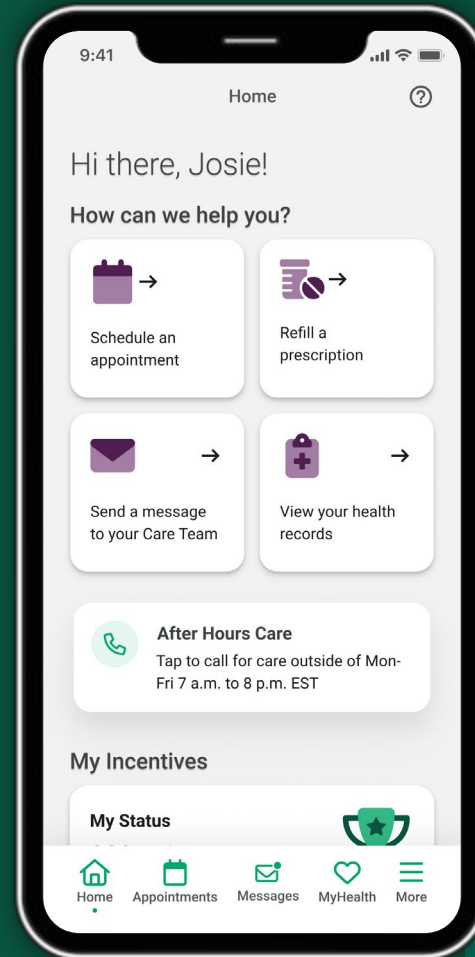 9:41
Home
Hi there, Josie!
How can we help you?
Schedule an
appointment
Refill a
prescription
Send a message
to your Care Team
View your health
records
After Hours Care
Tap to call for care outside of Mon-
Fri 7 a.m. to 8 p.m. EST
My Incentives
My Status
Home
Appointments
Messages
MyHealth
More